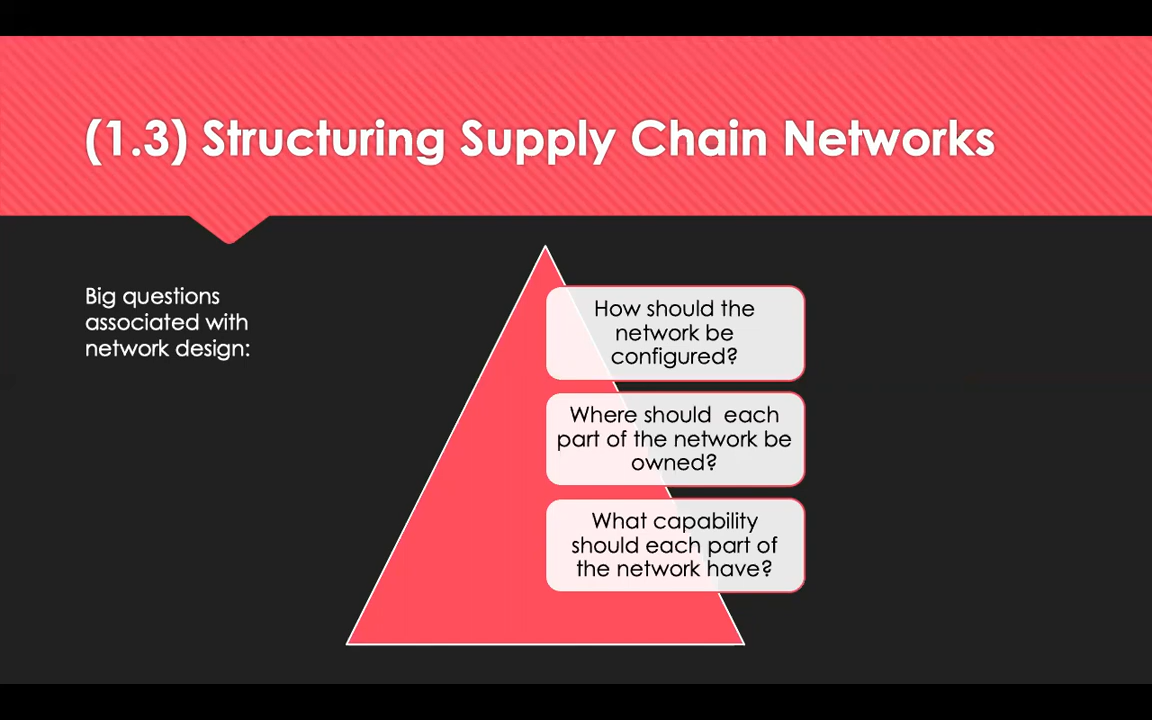 (1.3) Structuring Supply Chain Networks
Big questions
associated with
network design:
How should the
network be
configured?
Where should  each
part of the network be
owned?
What capability
should each part of
the network have?